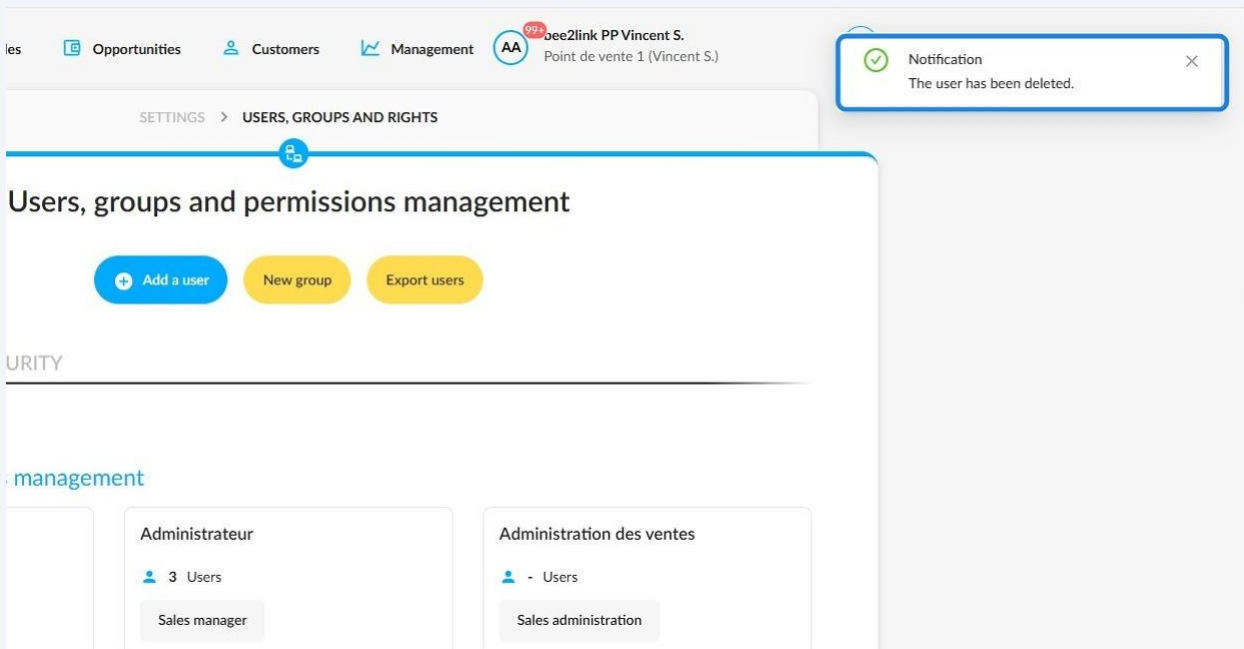 les
Opportunities
Customers
Management
AA
99+
bee2link PP Vincent S.
Point de vente 1 (Vincent S.)
Notification
The user has been deleted.
SETTINGS > USERS, GROUPS AND RIGHTS
Users, groups and permissions management
Add a user
New group
Export users
URITY
management
Administrateur
3 Users
Sales manager
Administration des ventes
- Users
Sales administration